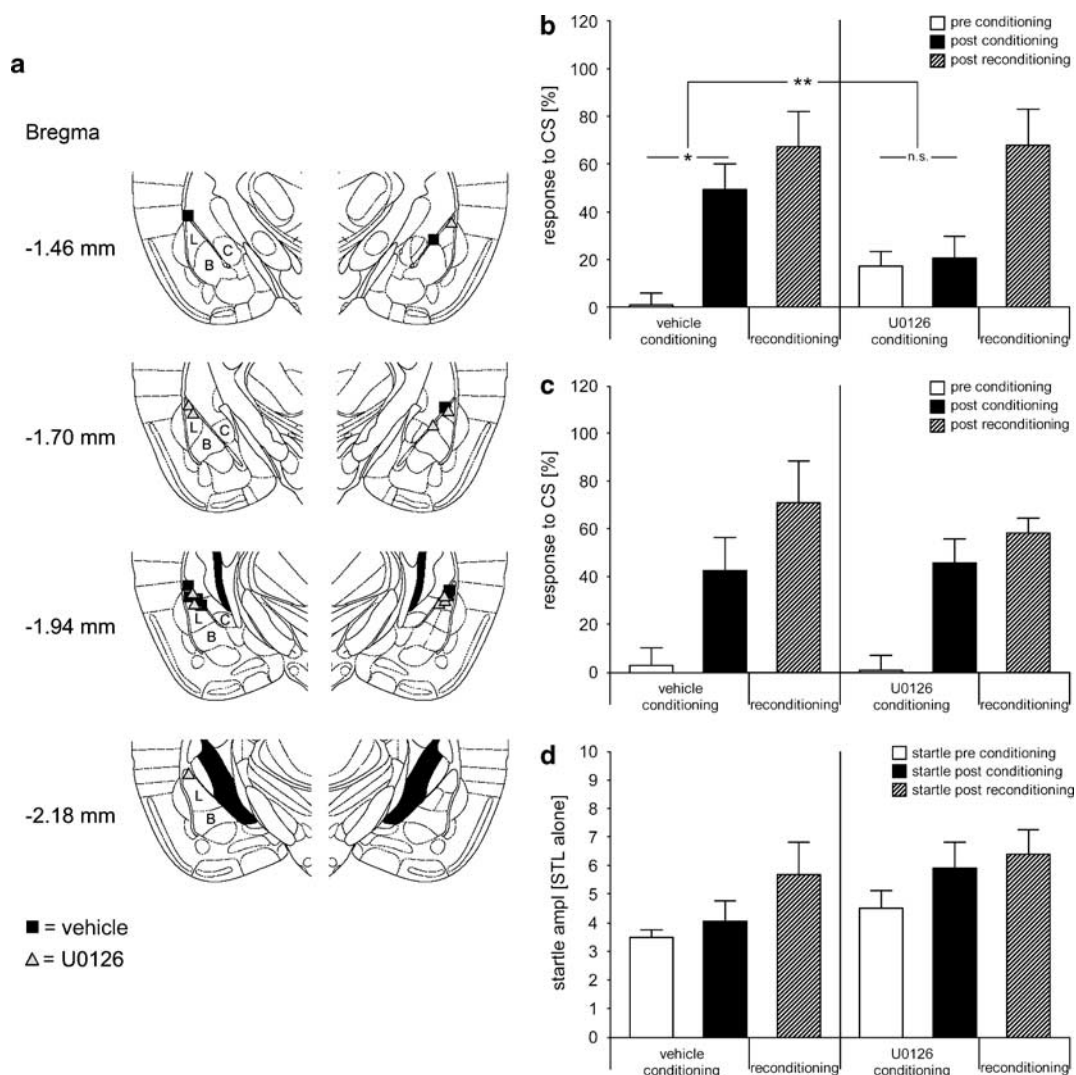 a
Bregma
-1.46 mm
L
C
B
-1.70 mm
L
C
B
-1.94 mm
L
C
B
-2.18 mm
L
B
■ = vehicle
△ = U0126
b
response to CS [%]
120
100
80
60
40
20
0
pre conditioning
post conditioning
post reconditioning
**
*
n.s.
vehicle
conditioning
reconditioning
U0126
conditioning
reconditioning
c
response to CS [%]
120
100
80
60
40
20
0
pre conditioning
post conditioning
post reconditioning
vehicle
conditioning
reconditioning
U0126
conditioning
reconditioning
d
startle ampl [STL alone]
10
9
8
7
6
5
4
3
2
1
0
startle pre conditioning
startle post conditioning
startle post reconditioning
vehicle
conditioning
reconditioning
U0126
conditioning
reconditioning